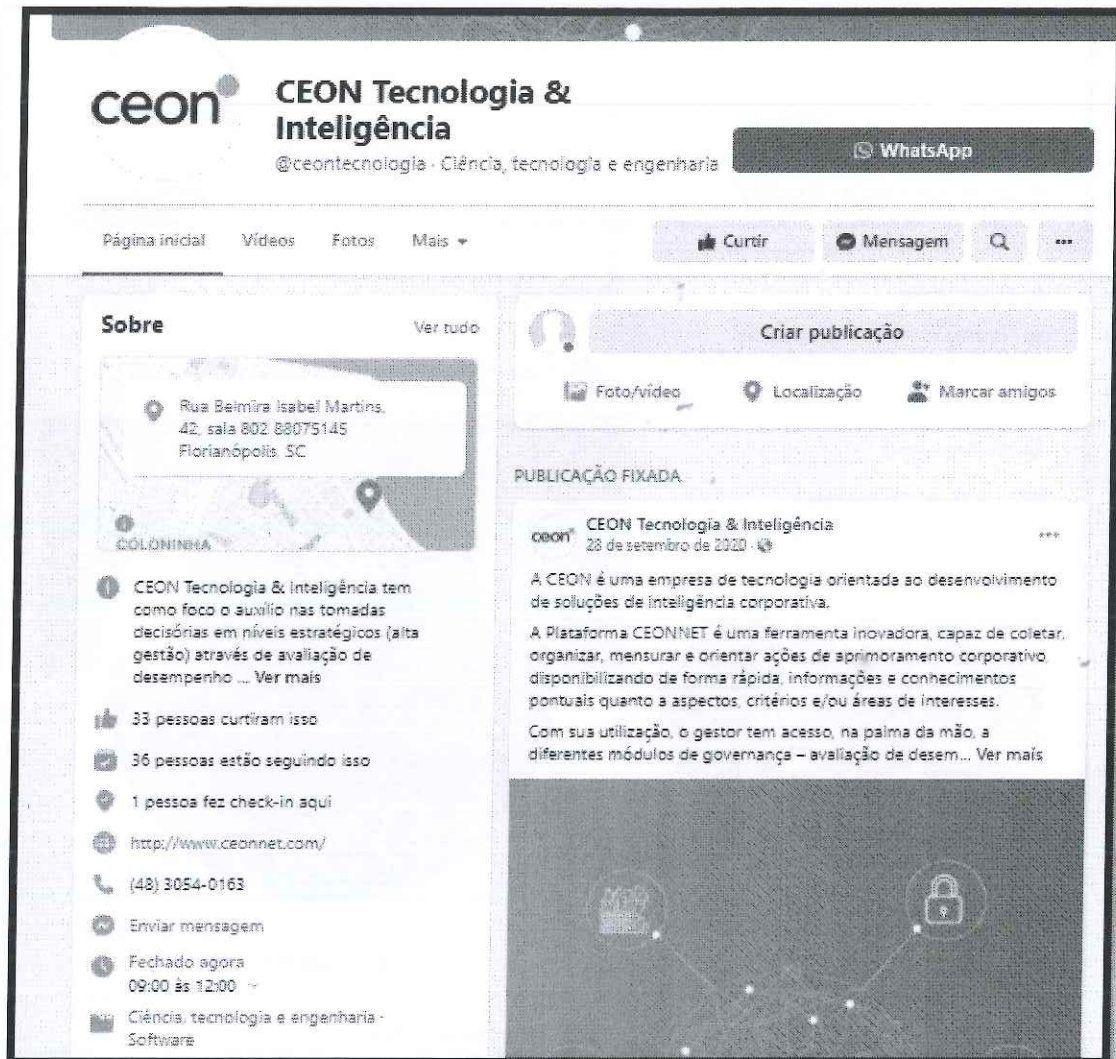 ceon
CEON Tecnologia &
Inteligência
@ceontecnologia · Ciência, tecnologia e engenharia
WhatsApp
Página inicial Vídeos Fotos Mais
Curtir Mensagem
Sobre Ver tudo
Rua Belmira Isabel Martins,
42, sala 802 88075145
Florianópolis, SC
COLONINHA
CEON Tecnologia & Inteligência tem
como foco o auxílio nas tomadas
decisórias em níveis estratégicos (alta
gestão) através de avaliação de
desempenho ... Ver mais
33 pessoas curtiram isso
36 pessoas estão seguindo isso
1 pessoa fez check-in aqui
http://www.ceonnet.com/
(48) 3054-0163
Enviar mensagem
Fechado agora
09:00 às 12:00
Ciência, tecnologia e engenharia ·
Software
Criar publicação
Foto/vídeo Localização Marcar amigos
PUBLICAÇÃO FIXADA
ceon
CEON Tecnologia & Inteligência
28 de setembro de 2020 ·
A CEON é uma empresa de tecnologia orientada ao desenvolvimento
de soluções de inteligência corporativa.
A Plataforma CEONNET é uma ferramenta inovadora, capaz de coletar,
organizar, mensurar e orientar ações de aprimoramento corporativo,
disponibilizando de forma rápida, informações e conhecimentos
pontuais quanto a aspectos, critérios e/ou áreas de interesses.
Com sua utilização, o gestor tem acesso, na palma da mão, a
diferentes módulos de governança – avaliação de desem... Ver mais